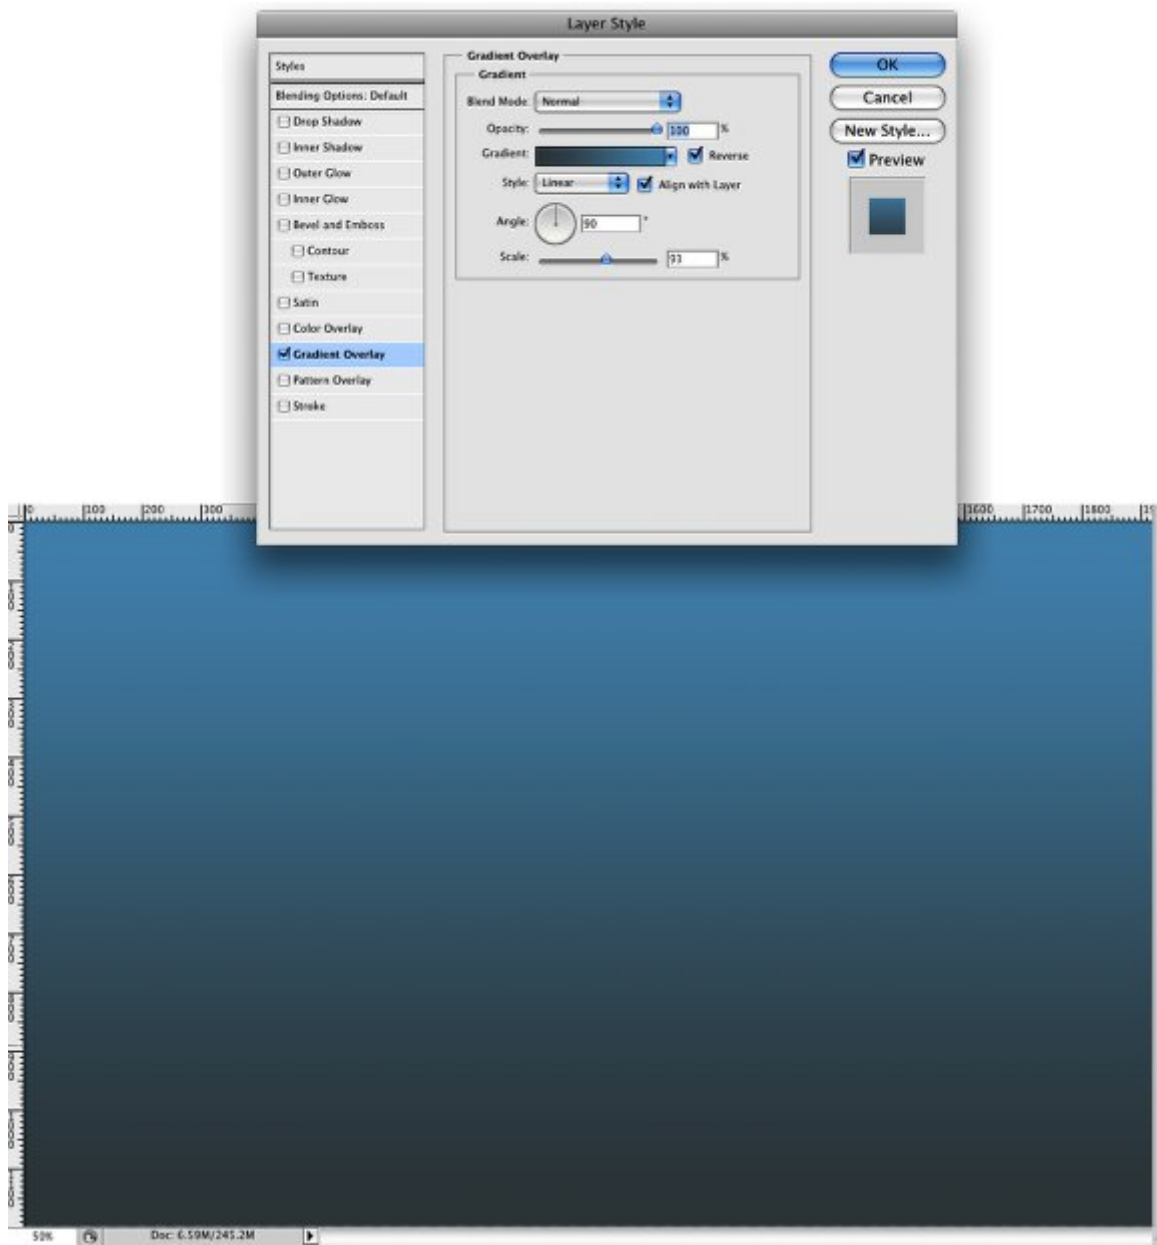 Layer Style
Styles
Blending Options: Default
Drop Shadow
Inner Shadow
Outer Glow
Inner Glow
Bevel and Emboss
Contour
Texture
Satin
Color Overlay
Gradient Overlay
Pattern Overlay
Stroke
Gradient Overlay
Gradient
Blend Mode: Normal
Opacity: 100 %
Gradient: Reverse
Style: Linear Align with Layer
Angle: 90 °
Scale: 93 %
OK
Cancel
New Style...
Preview
0 100 200 300 1600 1700 1800
50% Doc: 6.59M/245.2M